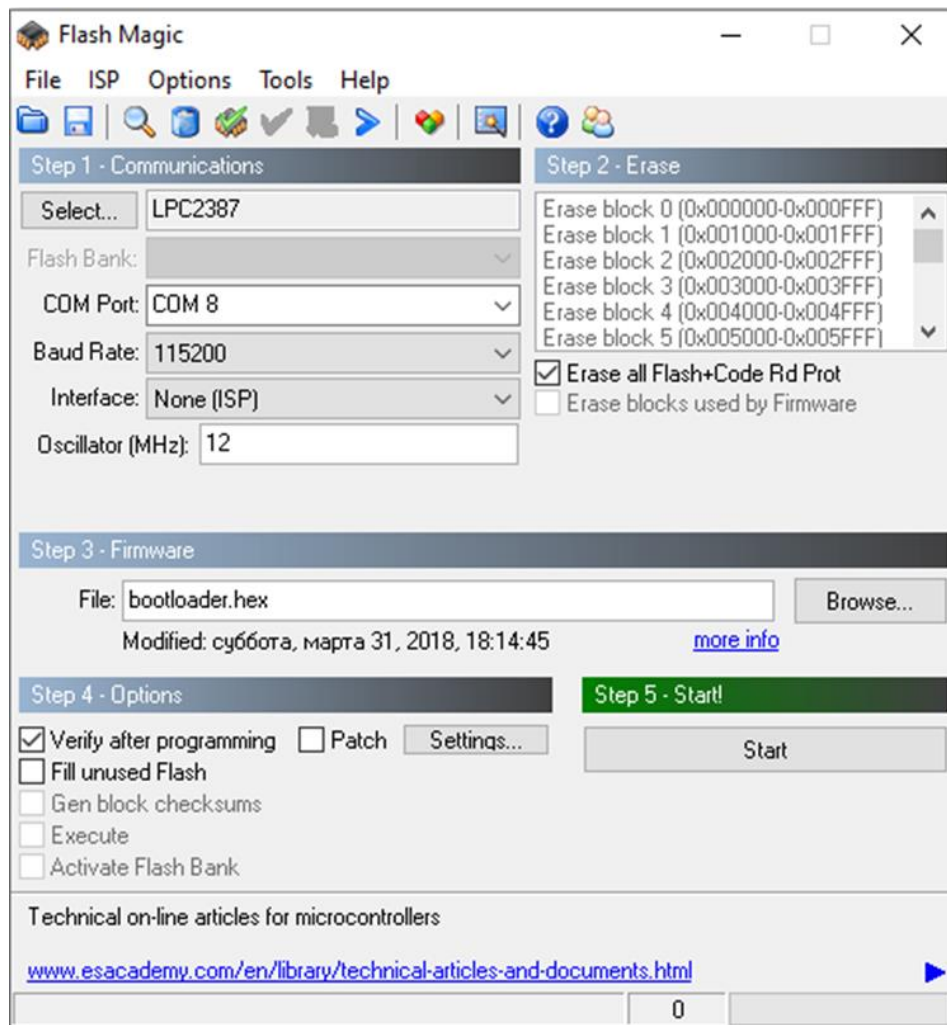 Flash Magic
File ISP Options Tools Help
Step 1 - Communications
Select... LPC2387
Flash Bank:
COM Port: COM 8
Baud Rate: 115200
Interface: None (ISP)
Oscillator (MHz): 12
Step 2 - Erase
Erase block 0 (0x000000-0x000FFF)
Erase block 1 (0x001000-0x001FFF)
Erase block 2 (0x002000-0x002FFF)
Erase block 3 (0x003000-0x003FFF)
Erase block 4 (0x004000-0x004FFF)
Erase block 5 (0x005000-0x005FFF)
Erase all Flash+Code Rd Prot
Erase blocks used by Firmware
Step 3 - Firmware
File: bootloader.hex Browse...
Modified: суббота, марта 31, 2018, 18:14:45 more info
Step 4 - Options
Verify after programming Patch Settings...
Fill unused Flash
Gen block checksums
Execute
Activate Flash Bank
Step 5 - Start!
Start
Technical on-line articles for microcontrollers
www.esacademy.com/en/library/technical-articles-and-documents.html
0